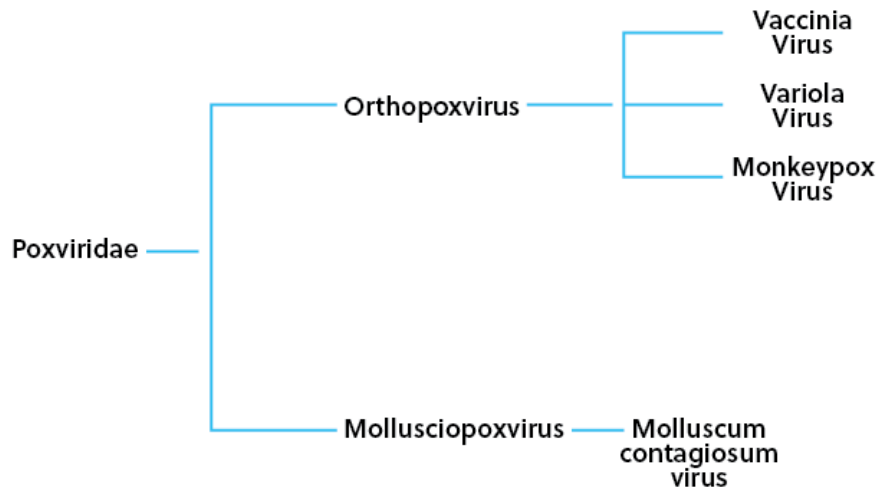 Vaccinia
Virus
Orthopoxvirus
Variola
Virus
Monkeypox
Virus
Poxviridae
Mollusciopoxvirus
Molluscum
contagiosum
virus